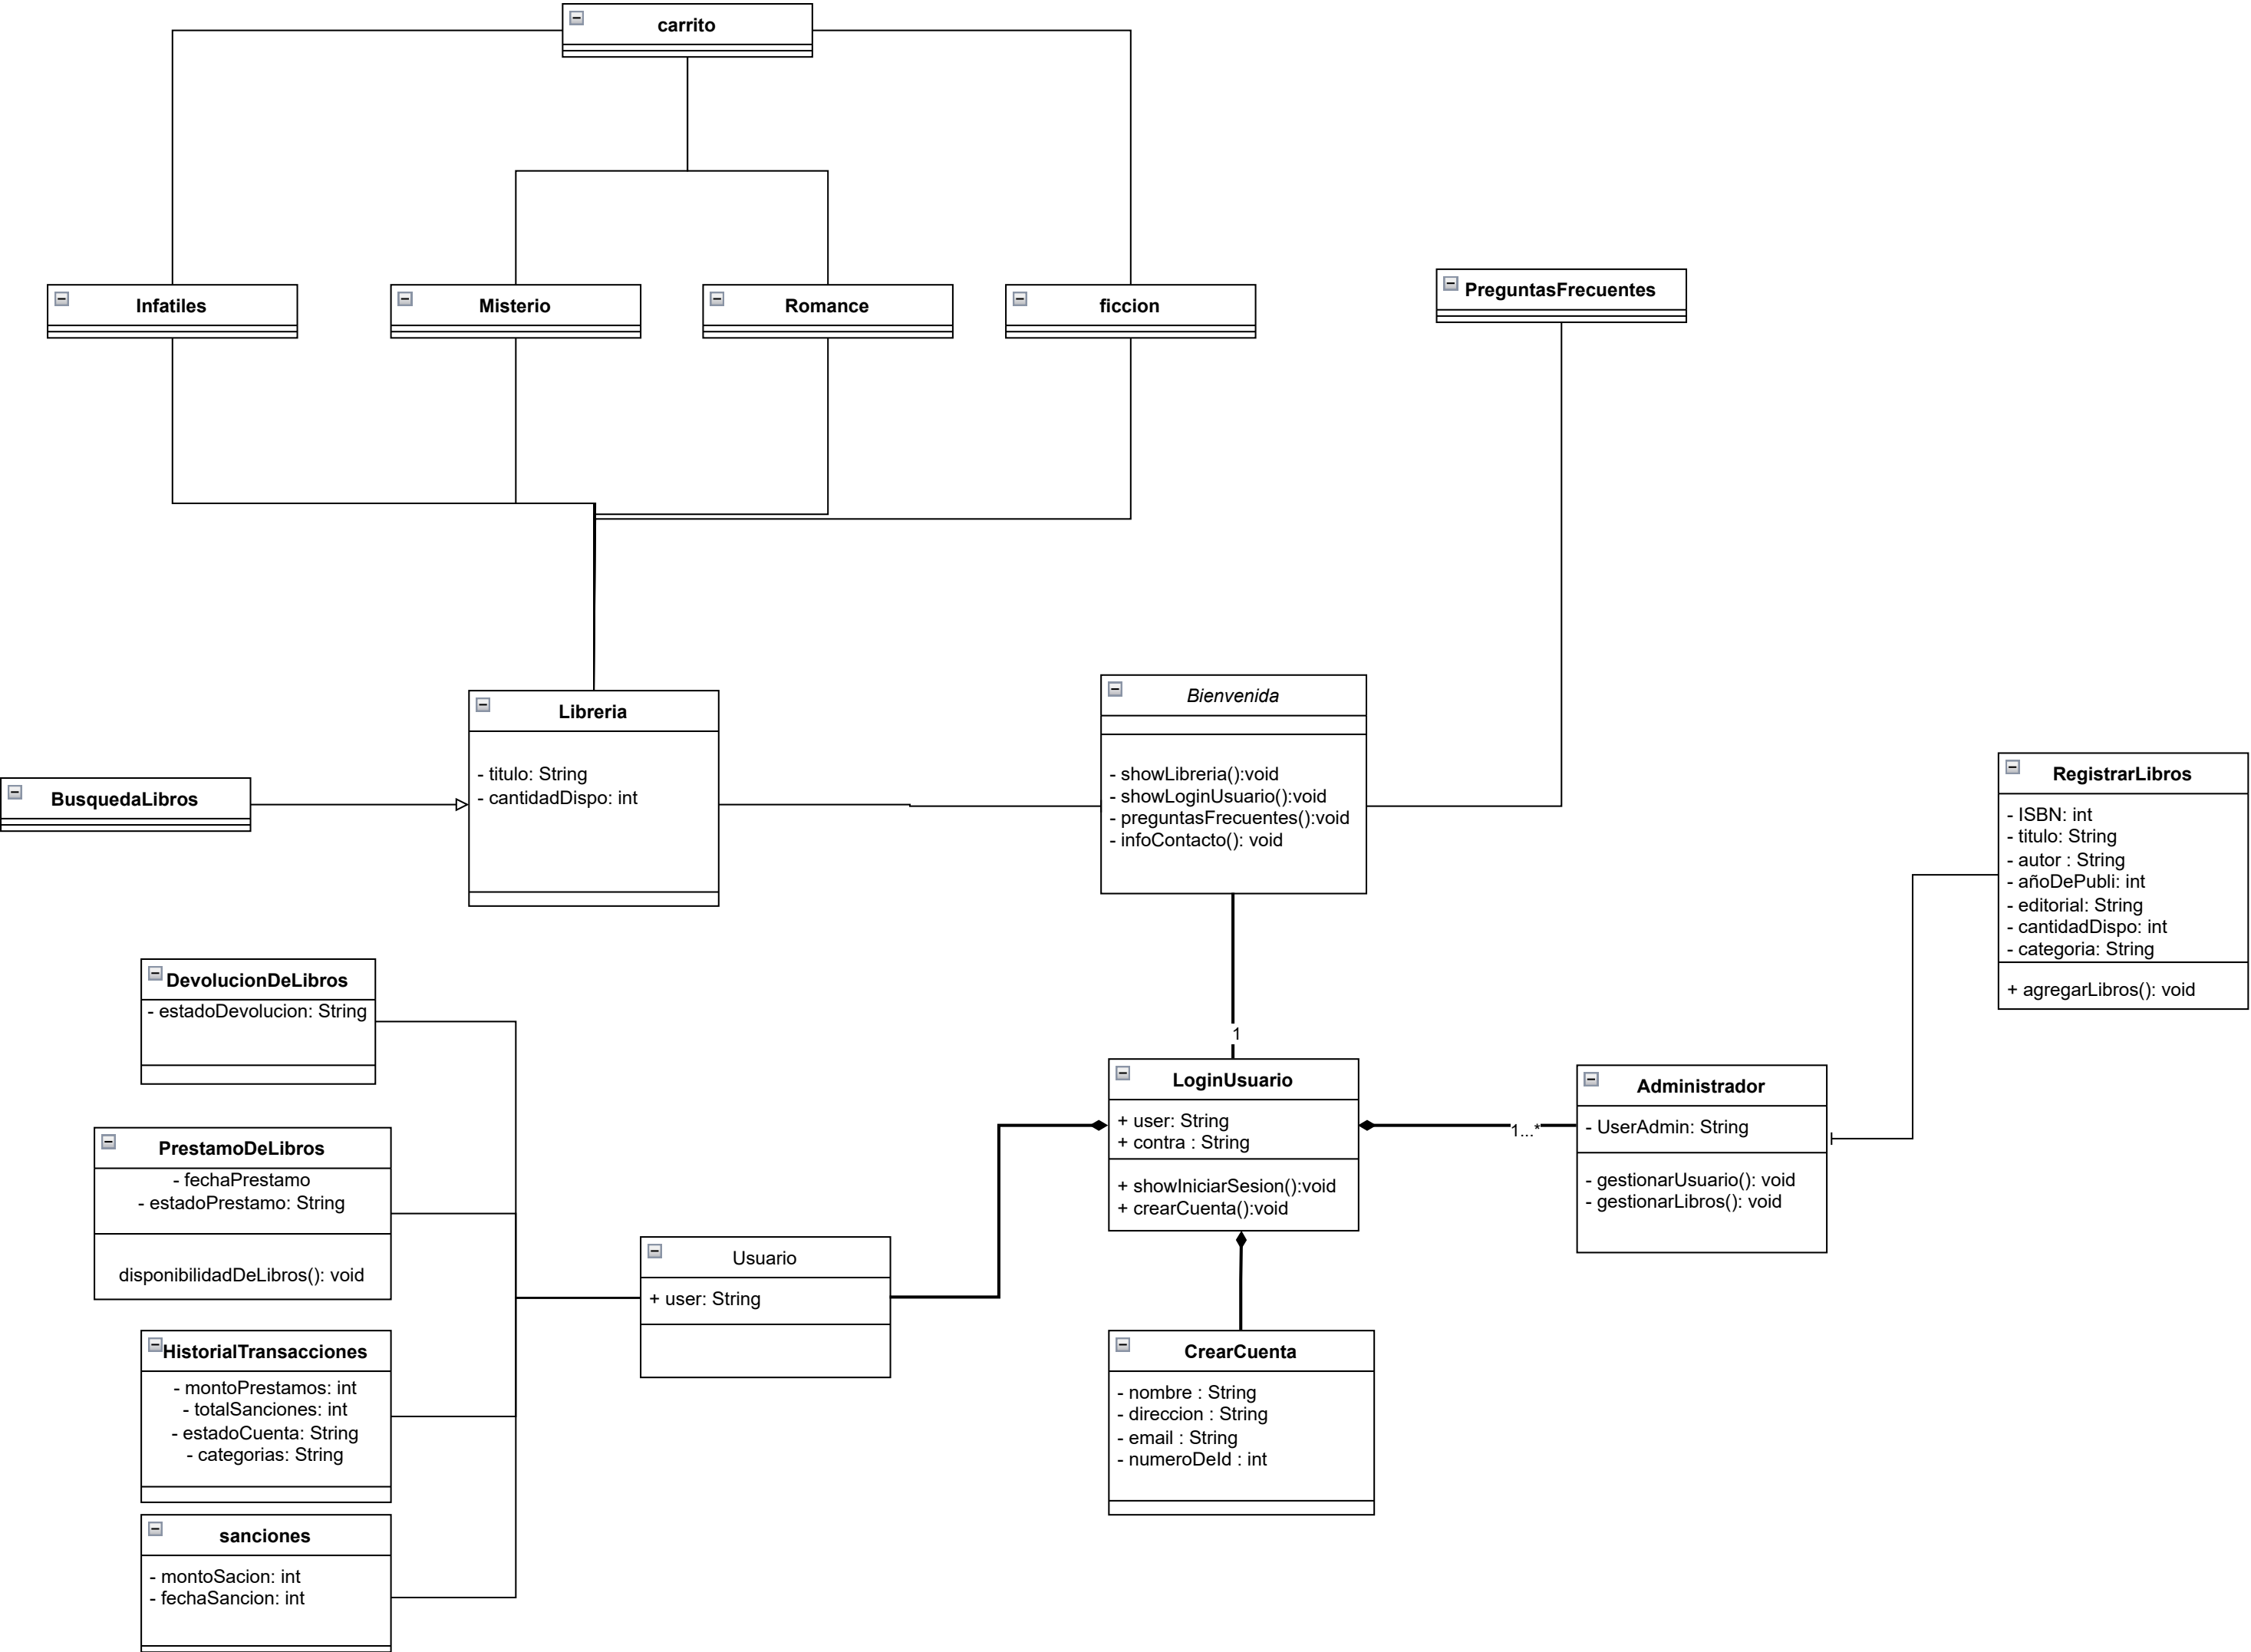 carrito
Infatiles
Misterio
Romance
ficcion
PreguntasFrecuentes
Libreria
- titulo: String
- cantidadDispo: int
BusquedaLibros
Bienvenida
- showLibreria():void
- showLoginUsuario():void
- preguntasFrecuentes():void
- infoContacto(): void
RegistrarLibros
- ISBN: int
- titulo: String
- autor : String
- añoDePubli: int
- editorial: String
- cantidadDispo: int
- categoria: String
+ agregarLibros(): void
DevolucionDeLibros
- estadoDevolucion: String
1
LoginUsuario
+ user: String
+ contra : String
+ showIniciarSesion():void
+ crearCuenta():void
1...*
Administrador
- UserAdmin: String
- gestionarUsuario(): void
- gestionarLibros(): void
PrestamoDeLibros
- fechaPrestamo
- estadoPrestamo: String
disponibilidadDeLibros(): void
Usuario
+ user: String
HistorialTransacciones
- montoPrestamos: int
- totalSanciones: int
- estadoCuenta: String
- categorias: String
CrearCuenta
- nombre : String
- direccion : String
- email : String
- numeroDeId : int
sanciones
- montoSacion: int
- fechaSancion: int